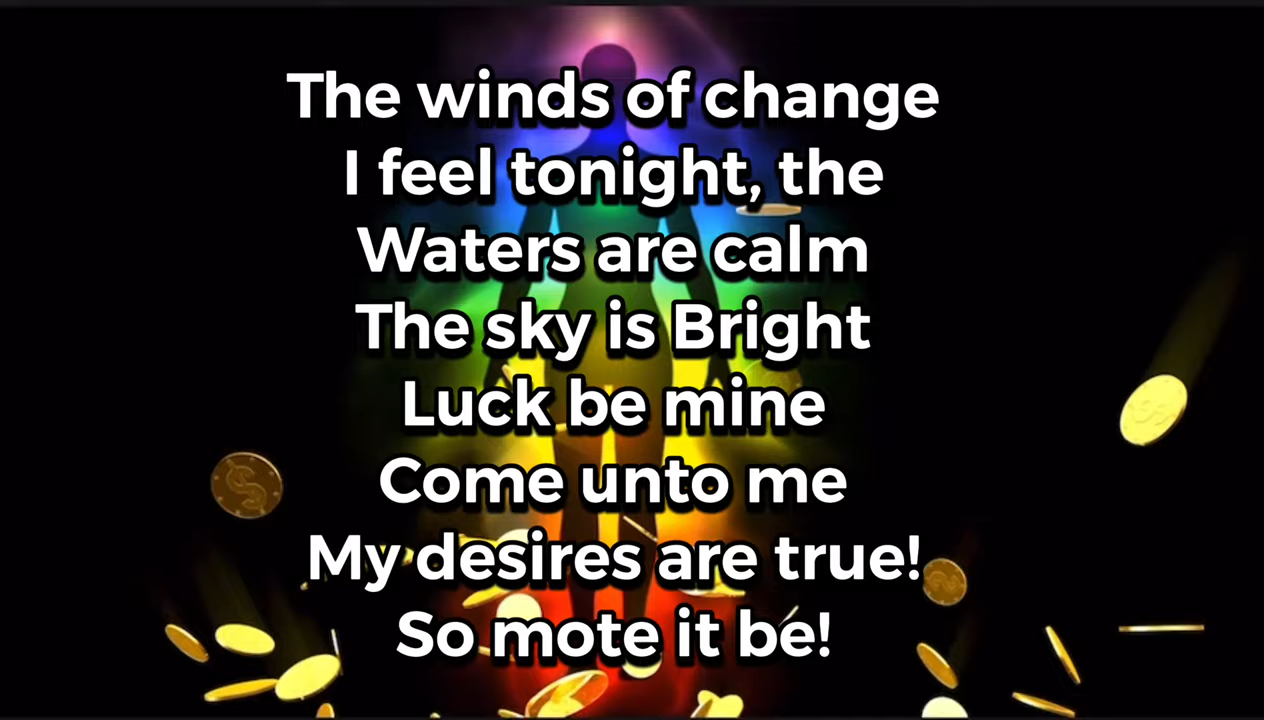 The winds of change
I feel tonight, the
Waters are calm
The sky is Bright
Luck be mine
Come unto me
My desires are true!
So mote it be!